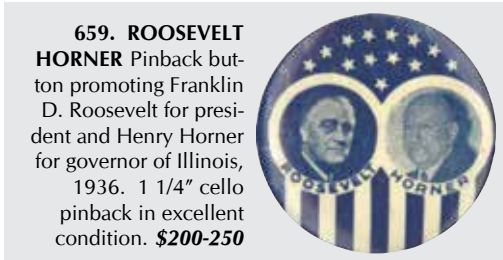 659. ROOSEVELT
HORNER Pinback but-
ton promoting Franklin
D. Roosevelt for presi-
dent and Henry Horner
for governor of Illinois,
1936. 1 1/4" cello
pinback in excellent
condition. $200-250
ROOSEVELT HORNER